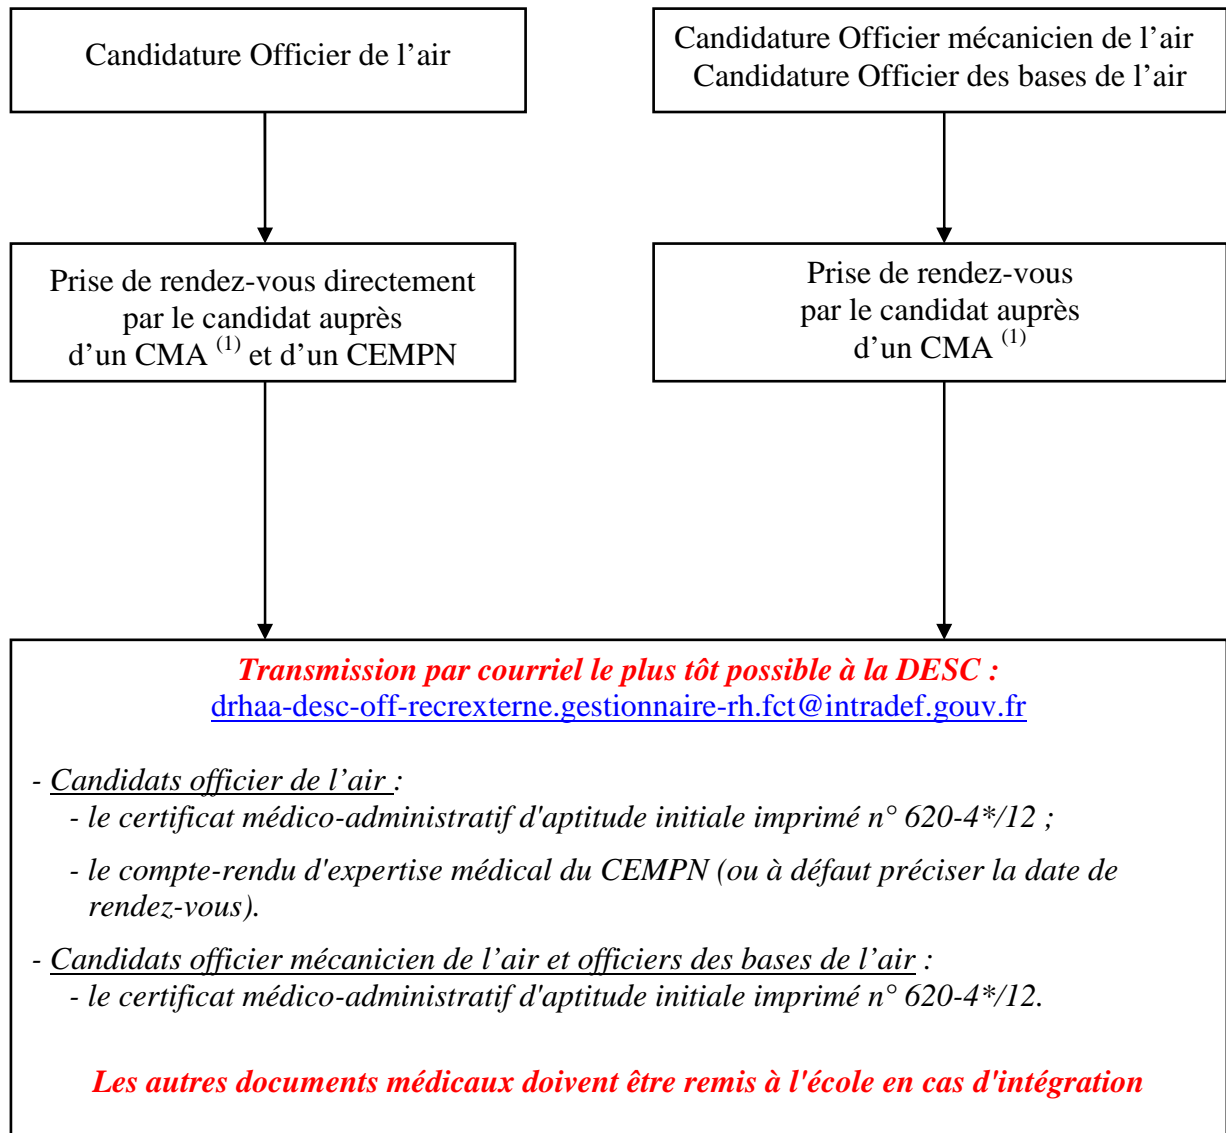 Candidature Officier de l’air
Candidature Officier mécanicien de l’air
Candidature Officier des bases de l’air
Prise de rendez-vous directement
par le candidat auprès
d’un CMA (1) et d’un CEMPN
Prise de rendez-vous
par le candidat auprès
d’un CMA (1)
Transmission par courriel le plus tôt possible à la DESC :
drhaa-desc-off-recrexterne.gestionnaire-rh.fct@intradef.gouv.fr
- Candidats officier de l’air :
- le certificat médico-administratif d'aptitude initiale imprimé n° 620-4*/12 ;
- le compte-rendu d'expertise médical du CEMPN (ou à défaut préciser la date de
rendez-vous).
- Candidats officier mécanicien de l’air et officiers des bases de l’air :
- le certificat médico-administratif d'aptitude initiale imprimé n° 620-4*/12.
Les autres documents médicaux doivent être remis à l'école en cas d'intégration